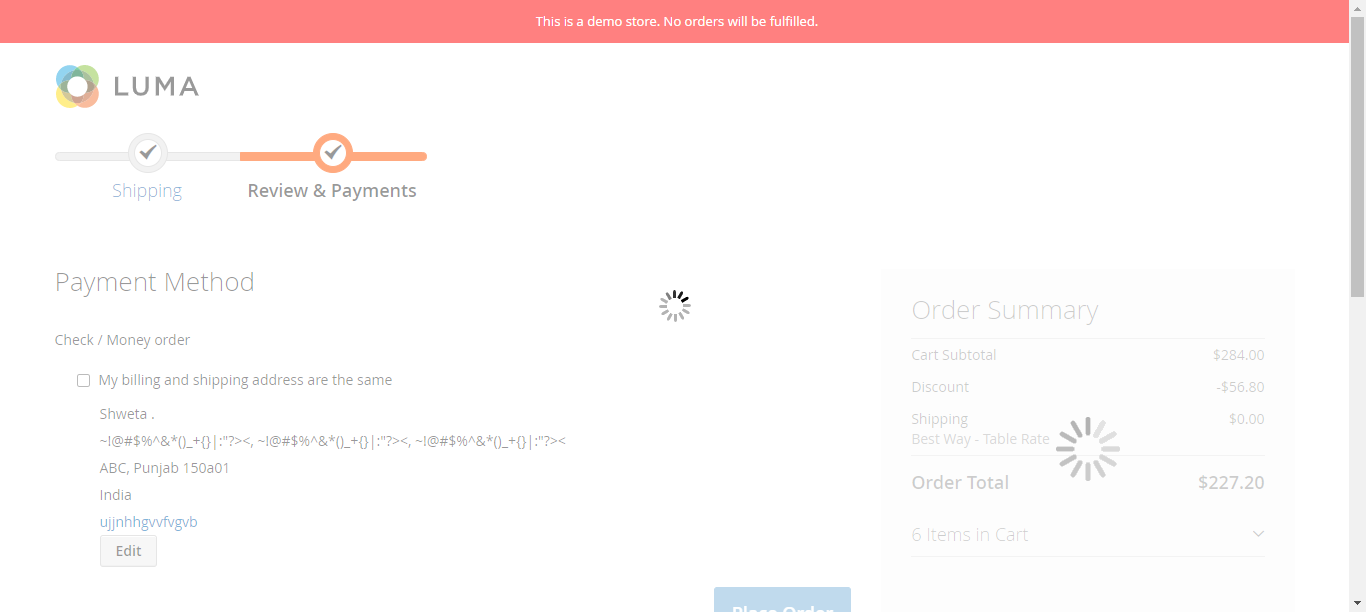 This is a demo store. No orders will be fulfilled.
LUMA
Shipping
Review & Payments
Payment Method
Check / Money order
My billing and shipping address are the same
Shweta .
~!@#$%^&*()_+{}|:"?><, ~!@#$%^&*()_+{}|:"?><, ~!@#$%^&*()_+{}|:"?><
ABC, Punjab 150a01
India
ujjnhhgvvfvgvb
Edit
Place Order
Order Summary
Cart Subtotal $284.00
Discount -$56.80
Shipping $0.00
Best Way - Table Rate
Order Total $227.20
6 Items in Cart